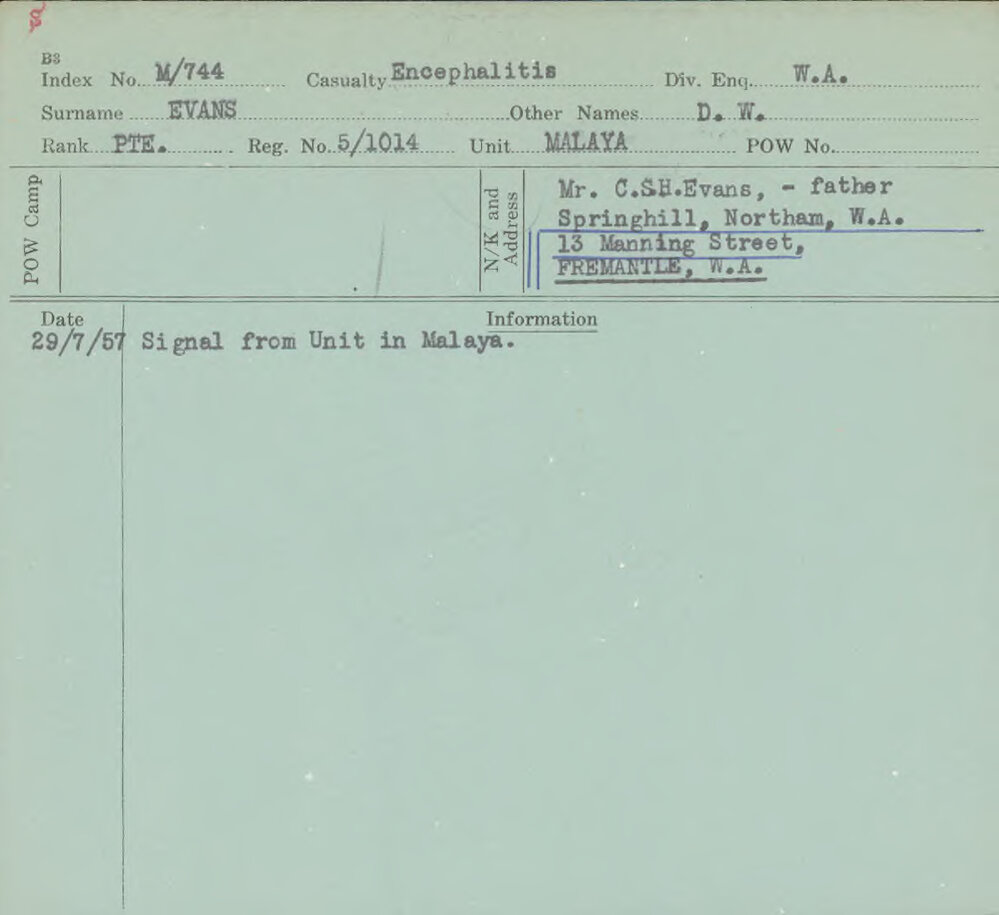 B3
Index No. M/744 Casualty Encephalitis Div. Enq. W.A.
Surname EVANS Other Names D. W.
Rank PTE. Reg. No. 5/1014 Unit MALAYA POW No.
POW Camp
N/K and Address
Mr. C.S.H.Evans, - father
Springhill, Northam, W.A.
13 Manning Street,
FREMANTLE, W.A.
Date Information
29/7/57 Signal from Unit in Malaya.